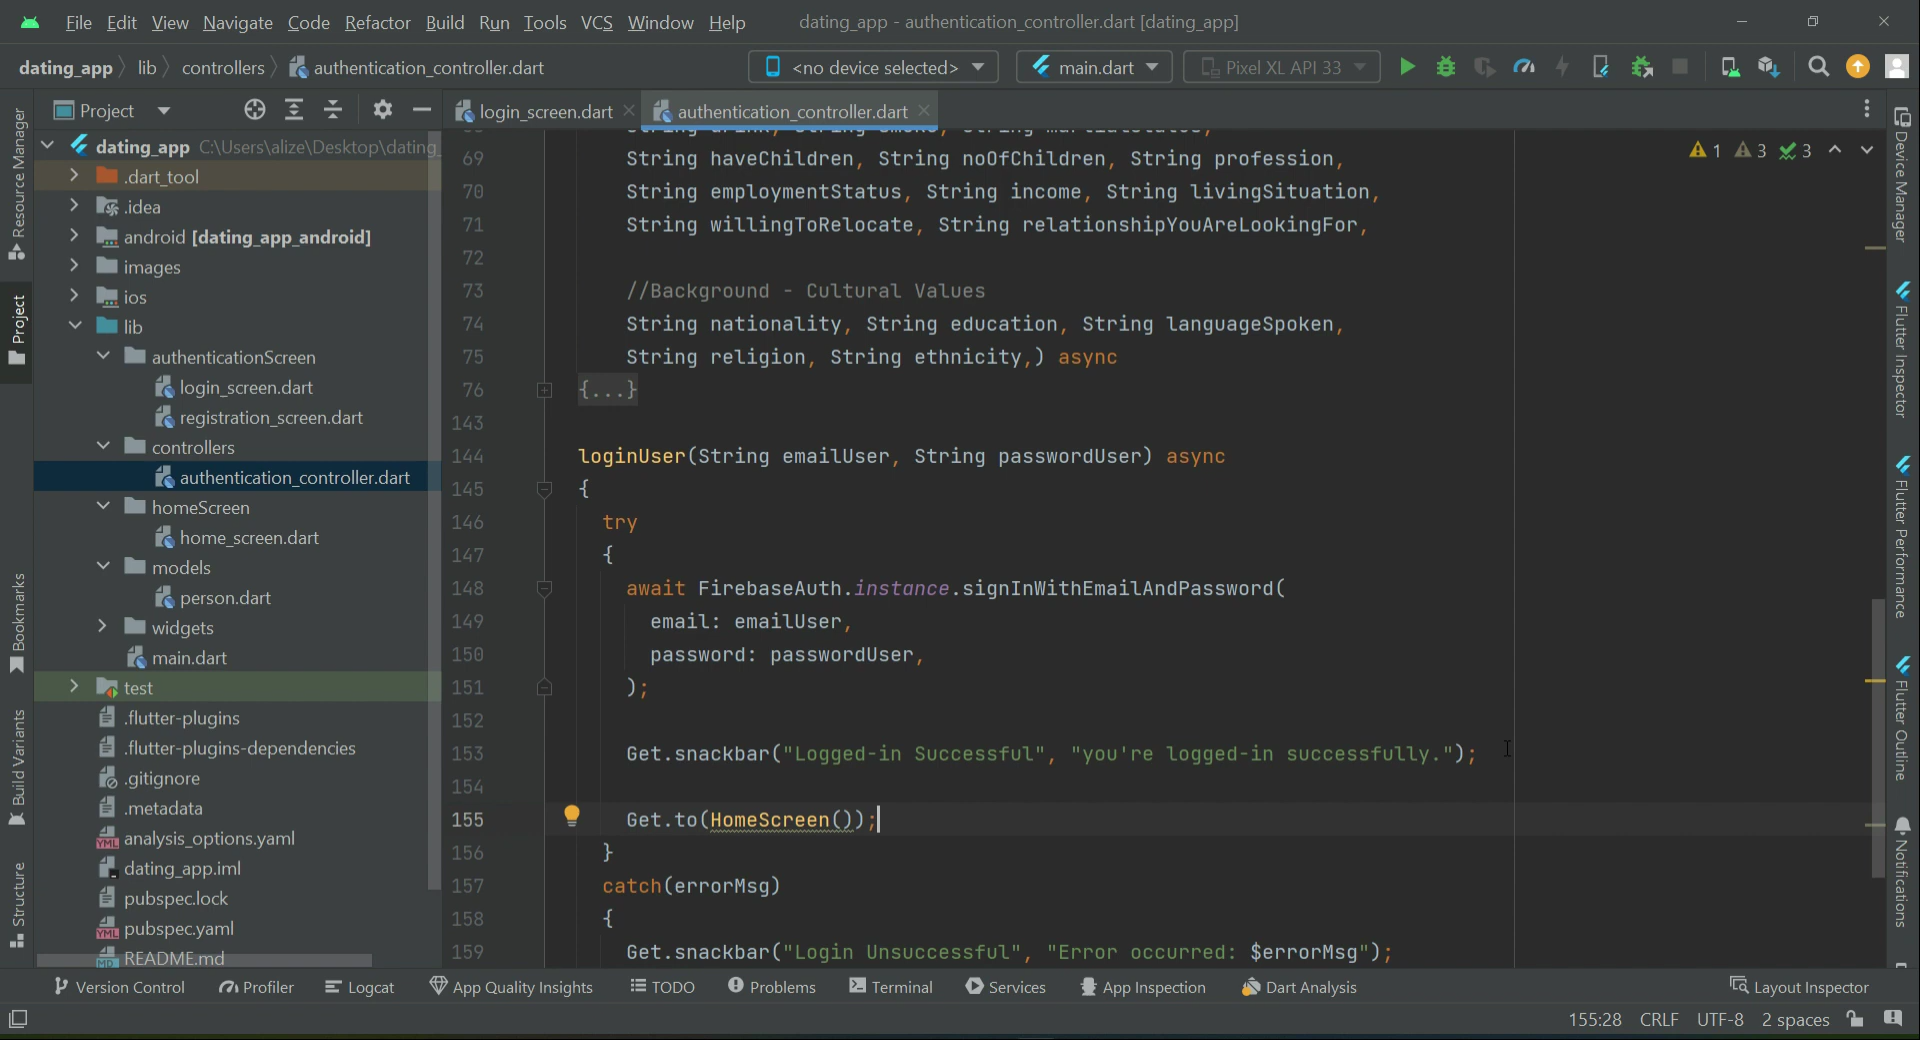 File Edit View Navigate Code Refactor Build Run Tools VCS Window Help dating_app - authentication_controller.dart [dating_app]
dating_app lib controllers authentication_controller.dart <no device selected> main.dart Pixel XL API 33
Project
login_screen.dart authentication_controller.dart
dating_app C:\Users\alize\Desktop\dating_
.dart_tool
.idea
android [dating_app_android]
images
ios
lib
authenticationScreen
login_screen.dart
registration_screen.dart
controllers
authentication_controller.dart
homeScreen
home_screen.dart
models
person.dart
widgets
main.dart
test
.flutter-plugins
.flutter-plugins-dependencies
.gitignore
.metadata
analysis_options.yaml
dating_app.iml
pubspec.lock
pubspec.yaml
README.md
1 3 3
69 String haveChildren, String noOfChildren, String profession,
70 String employmentStatus, String income, String livingSituation,
71 String willingToRelocate, String relationshipYouAreLookingFor,
72
73 //Background - Cultural Values
74 String nationality, String education, String languageSpoken,
75 String religion, String ethnicity,) async
76 {...}
143
144 loginUser(String emailUser, String passwordUser) async
145 {
146 try
147 {
148 await FirebaseAuth.instance.signInWithEmailAndPassword(
149 email: emailUser,
150 password: passwordUser,
151 );
152
153 Get.snackbar("Logged-in Successful", "you're logged-in successfully.");
154
155 Get.to(HomeScreen());
156 }
157 catch(errorMsg)
158 {
159 Get.snackbar("Login Unsuccessful", "Error occurred: $errorMsg");
Resource Manager
Project
Bookmarks
Build Variants
Structure
Device Manager
Flutter Inspector
Flutter Performance
Flutter Outline
Notifications
Version Control Profiler Logcat App Quality Insights TODO Problems Terminal Services App Inspection Dart Analysis Layout Inspector
155:28 CRLF UTF-8 2 spaces